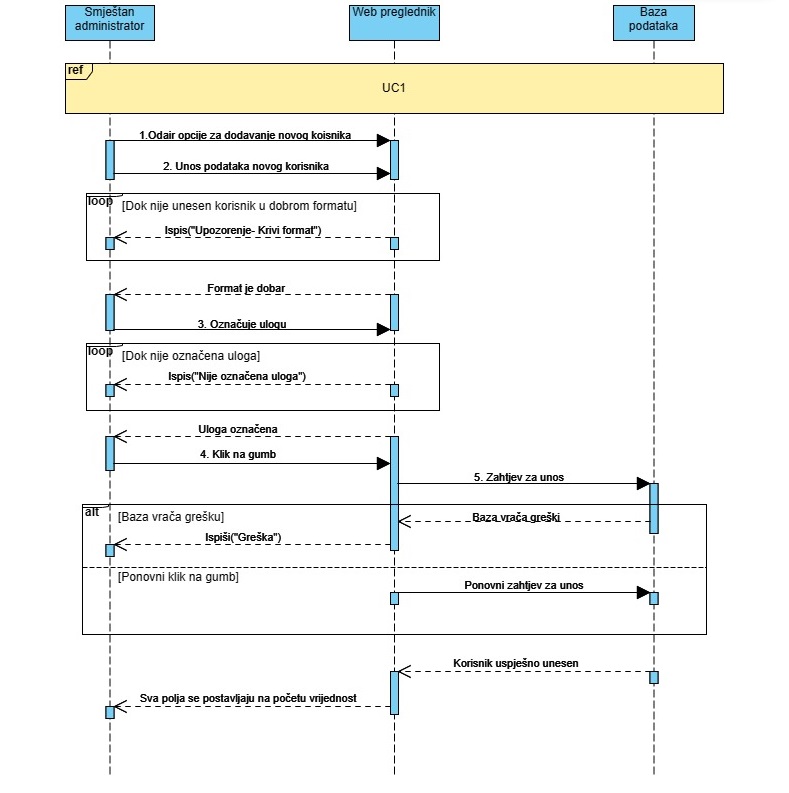 Smještan
administrator
Web preglednik
Baza
podataka
ref
UC1
1.Odair opcije za dodavanje novog koisnika
2. Unos podataka novog korisnika
loop
[Dok nije unesen korisnik u dobrom formatu]
Ispis("Upozorenje- Krivi format")
Format je dobar
3. Označuje ulogu
loop
[Dok nije označena uloga]
Ispis("Nije označena uloga")
Uloga označena
4. Klik na gumb
5. Zahtjev za unos
alt
[Baza vrača grešku]
Baza vrača greški
Ispiši("Greška")
[Ponovni klik na gumb]
Ponovni zahtjev za unos
Korisnik uspješno unesen
Sva polja se postavljaju na početu vrijednost